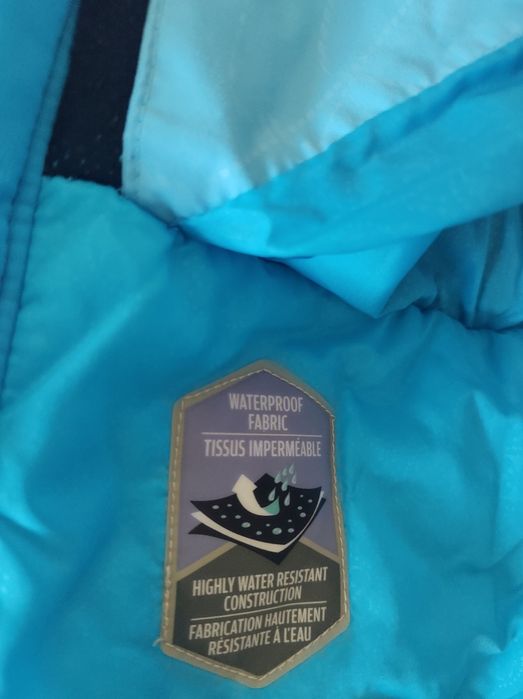 WATERPROOF
FABRIC
TISSUS IMPERMÉABLE
HIGHLY WATER RESISTANT
CONSTRUCTION
FABRICATION HAUTEMENT
RÉSISTANTE À L'EAU